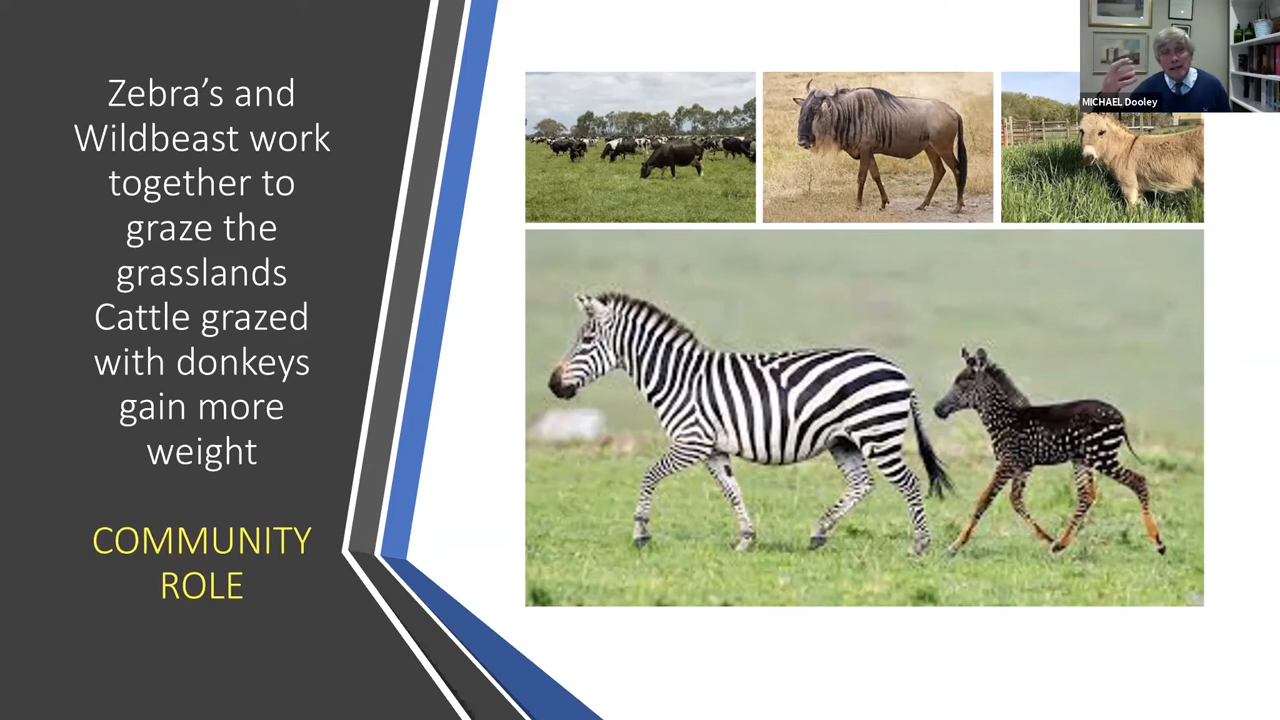 Zebra’s and
Wildbeast work
together to
graze the
grasslands
Cattle grazed
with donkeys
gain more
weight
COMMUNITY
ROLE
MICHAEL Dooley